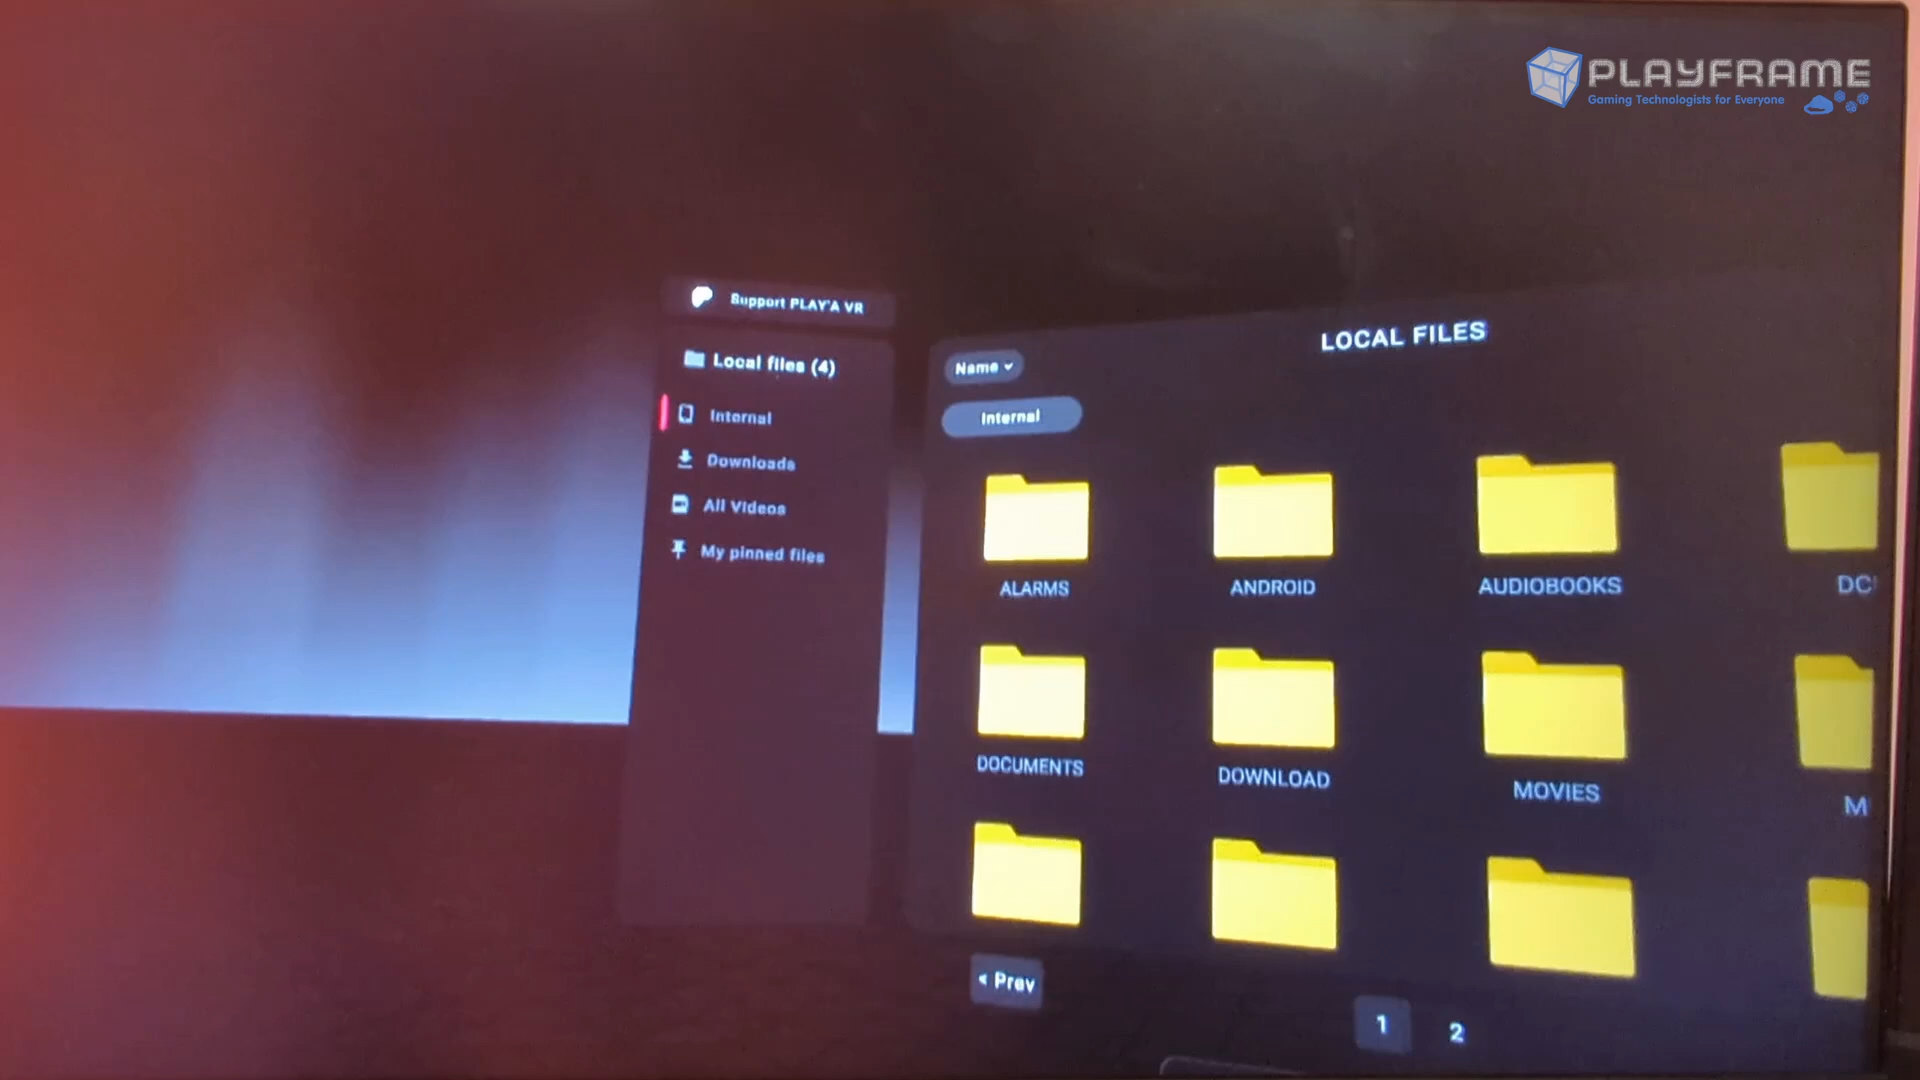 PLAYFRAME
Gaming Technologists for Everyone
Support PLAY'A VR
Local files (4)
Internal
Downloads
All Videos
My pinned files
LOCAL FILES
Name
Internal
ALARMS
ANDROID
AUDIOBOOKS
DC
DOCUMENTS
DOWNLOAD
MOVIES
M
< Prev
1
2